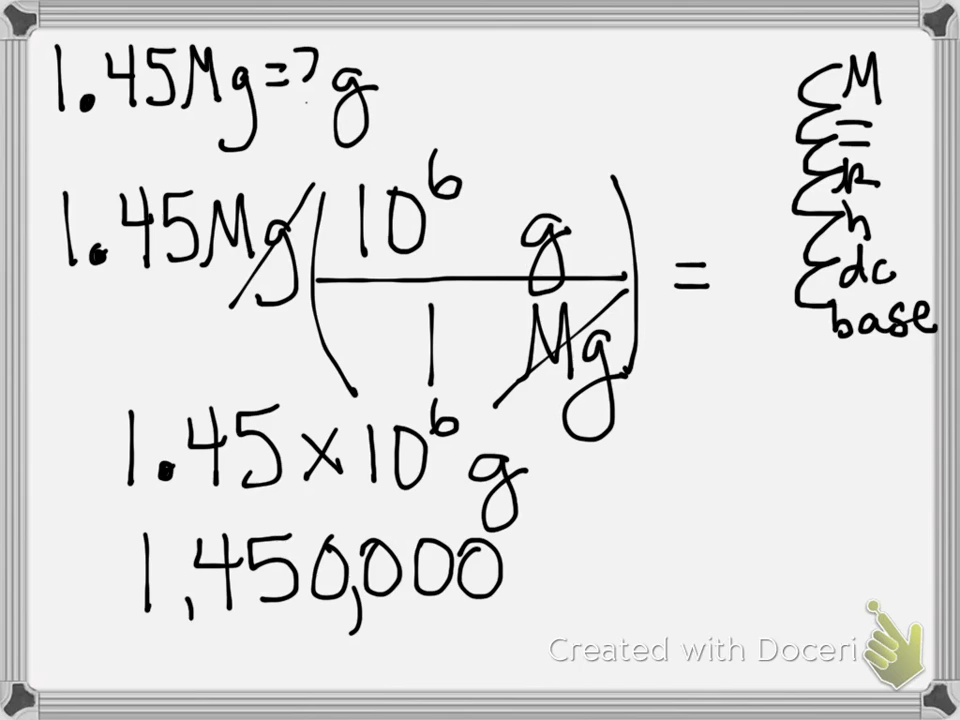 1.45Mg=? g
1.45Mg(10^6 g / 1 Mg) =
1.45 x 10^6 g
1,450,000
M
–
–
k
h
da
base
Created with Doceri